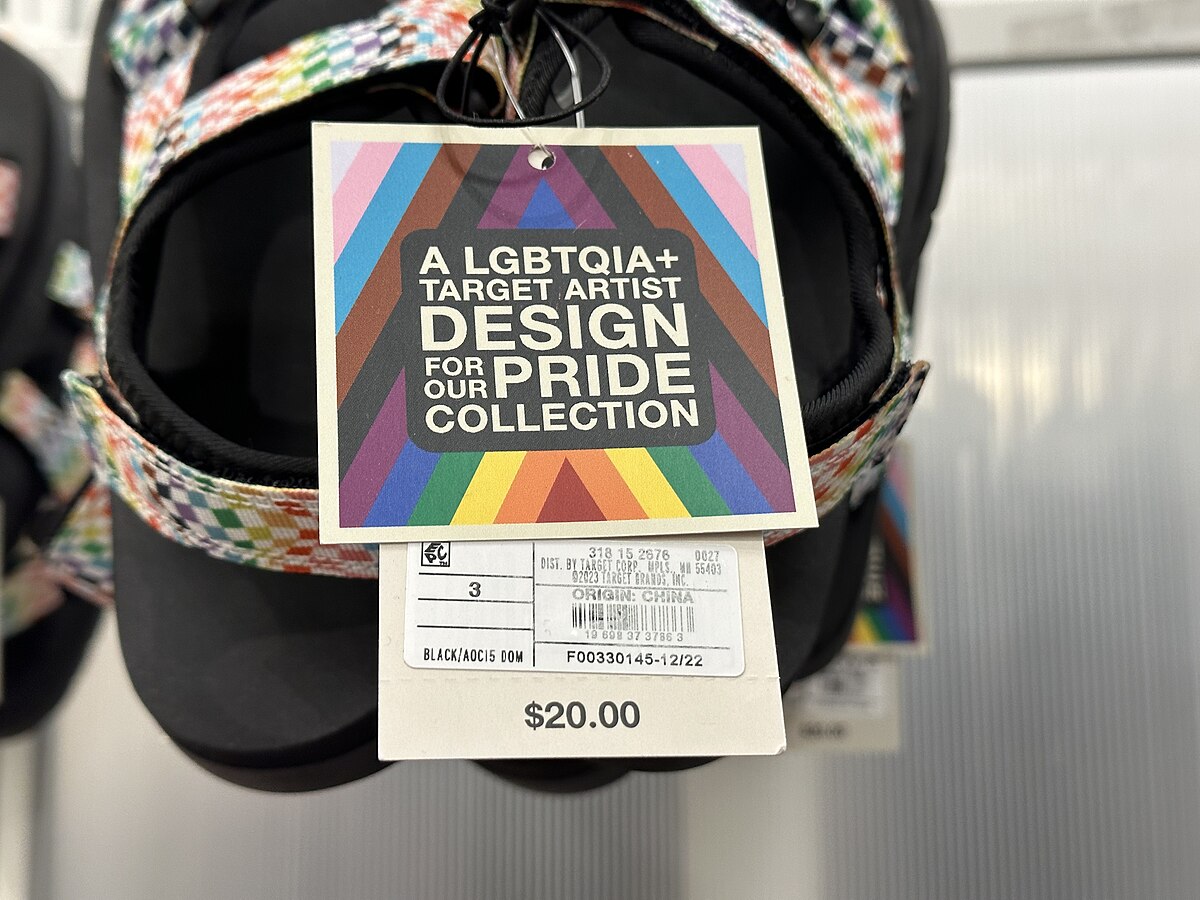 A LGBTQIA+
TARGET ARTIST
DESIGN
FOR OUR PRIDE
COLLECTION
318 15 2676 0027
DIST. BY TARGET CORP. MPLS, MN 55403
©2023 TARGET BRANDS, INC.
3
ORIGIN: CHINA
19 698 37 3786 3
BLACK/AOCI5 DOM
F00330145-12/22
$20.00